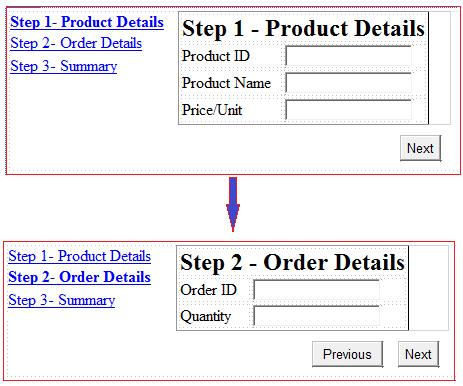 Step 1- Product Details
Step 2- Order Details
Step 3- Summary
Step 1 - Product Details
Product ID
Product Name
Price/Unit
Next
Step 1- Product Details
Step 2- Order Details
Step 3- Summary
Step 2 - Order Details
Order ID
Quantity
Previous Next